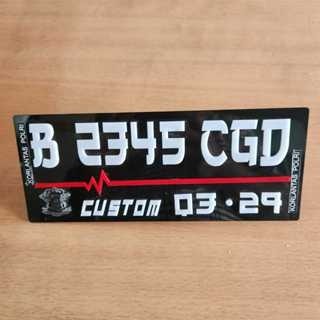 B 2345 CGD
CUSTOM 03·29
KORLANTAS POLRI
KORLANTAS POLRI